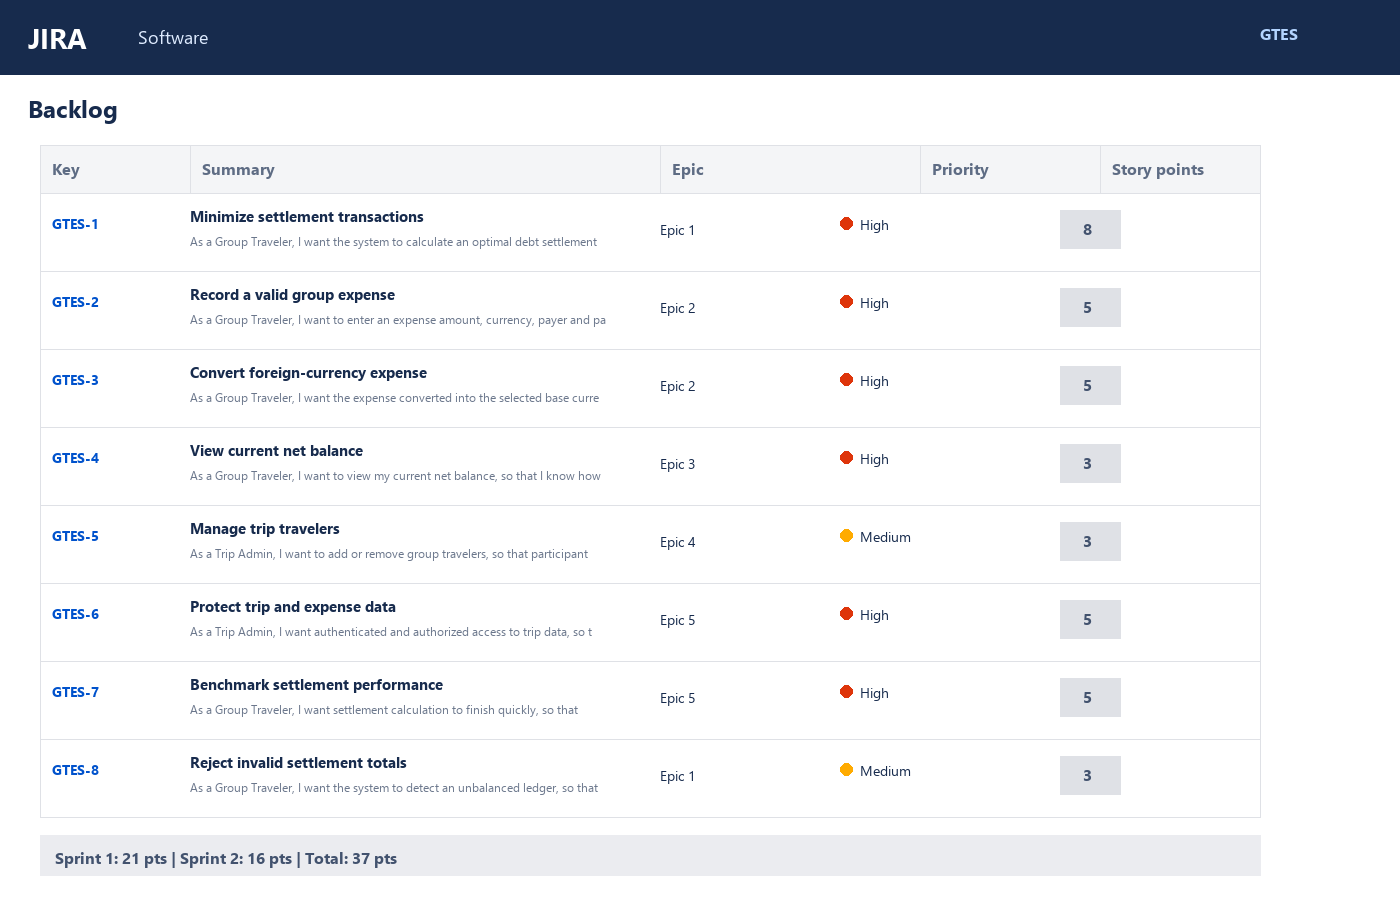 JIRA Software GTES
Backlog
Key Summary Epic Priority Story points
GTES-1 Minimize settlement transactions Epic 1 High 8
As a Group Traveler, I want the system to calculate an optimal debt settlement
GTES-2 Record a valid group expense Epic 2 High 5
As a Group Traveler, I want to enter an expense amount, currency, payer and pa
GTES-3 Convert foreign-currency expense Epic 2 High 5
As a Group Traveler, I want the expense converted into the selected base curre
GTES-4 View current net balance Epic 3 High 3
As a Group Traveler, I want to view my current net balance, so that I know how
GTES-5 Manage trip travelers Epic 4 Medium 3
As a Trip Admin, I want to add or remove group travelers, so that participant
GTES-6 Protect trip and expense data Epic 5 High 5
As a Trip Admin, I want authenticated and authorized access to trip data, so t
GTES-7 Benchmark settlement performance Epic 5 High 5
As a Group Traveler, I want settlement calculation to finish quickly, so that
GTES-8 Reject invalid settlement totals Epic 1 Medium 3
As a Group Traveler, I want the system to detect an unbalanced ledger, so that
Sprint 1: 21 pts | Sprint 2: 16 pts | Total: 37 pts